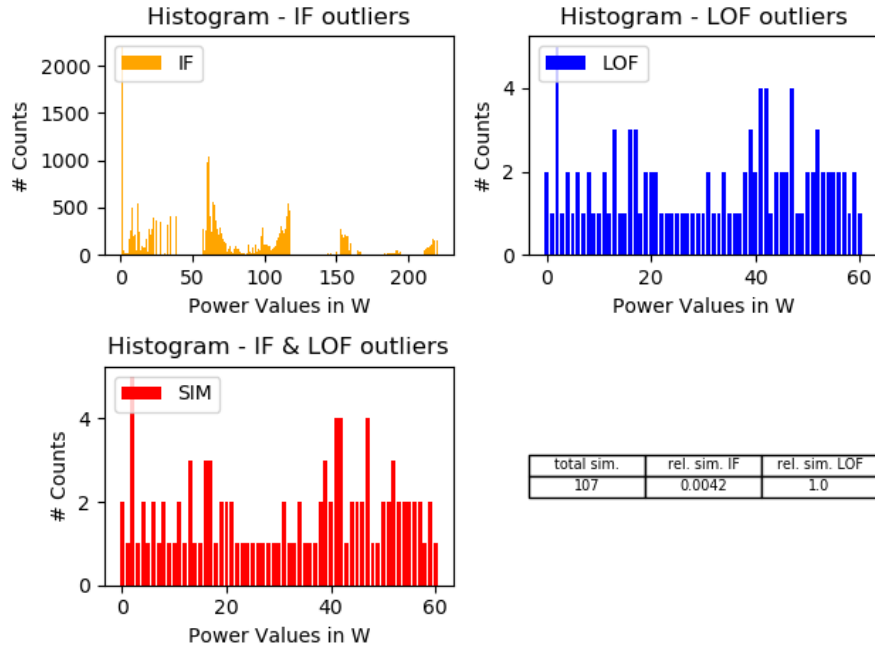 Histogram - IF outliers
2000
1500
1000
500
0
# Counts
IF
0 50 100 150 200
Power Values in W
Histogram - LOF outliers
4
2
0
# Counts
LOF
0 20 40 60
Power Values in W
Histogram - IF & LOF outliers
4
2
0
# Counts
SIM
0 20 40 60
Power Values in W
total sim. rel. sim. IF rel. sim. LOF
107 0.0042 1.0